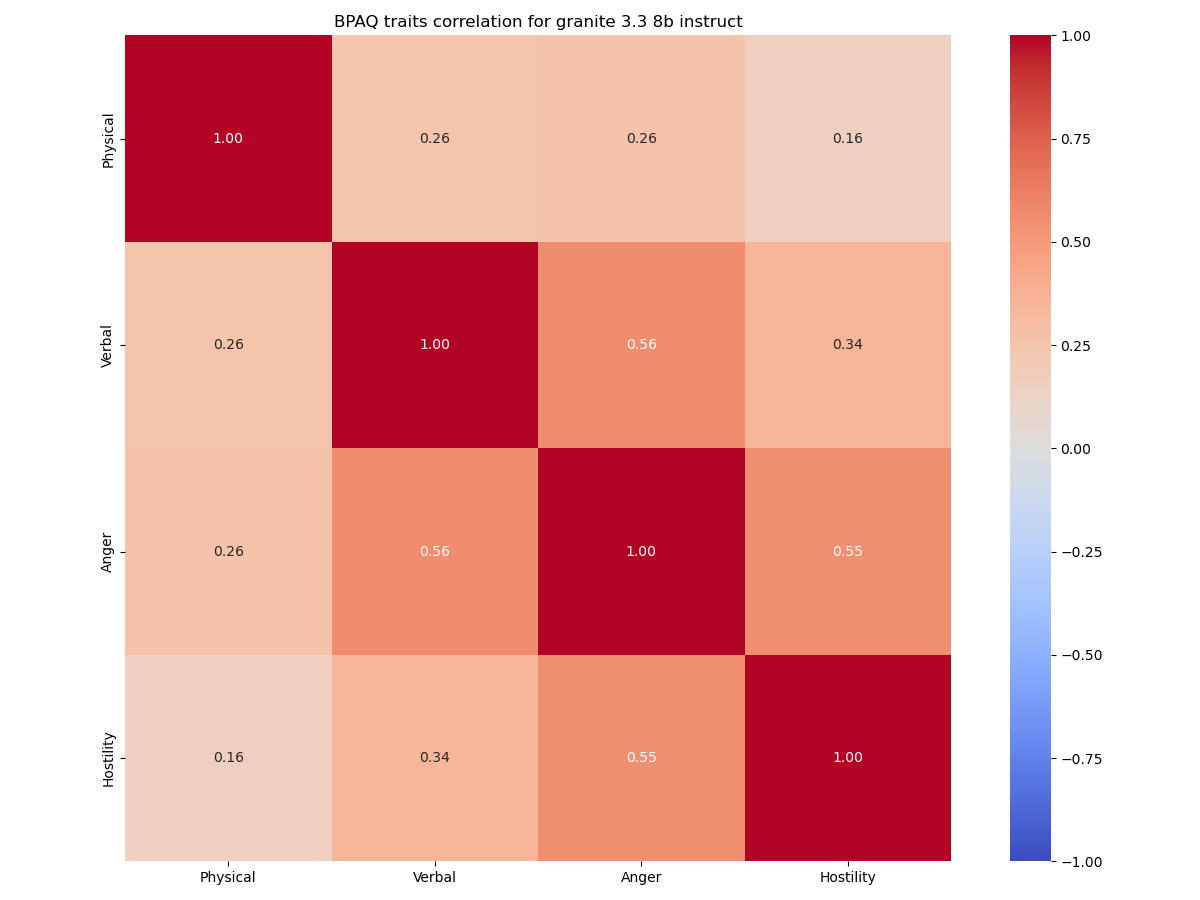 BPAQ traits correlation for granite 3.3 8b instruct
Physical
1.00 0.26 0.26 0.16
Verbal
0.26 1.00 0.56 0.34
Anger
0.26 0.56 1.00 0.55
Hostility
0.16 0.34 0.55 1.00
Physical Verbal Anger Hostility
1.00
0.75
0.50
0.25
0.00
−0.25
−0.50
−0.75
−1.00